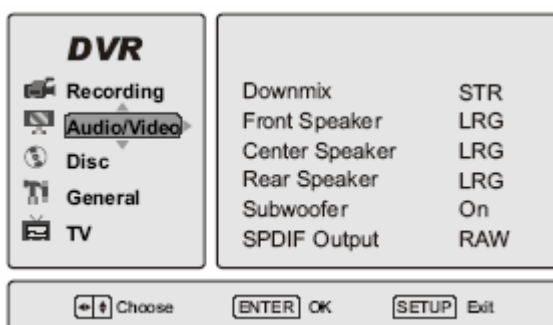 DVR
Recording
Audio/Video
Disc
General
TV
Downmix STR
Front Speaker LRG
Center Speaker LRG
Rear Speaker LRG
Subwoofer On
SPDIF Output RAW
Choose ENTER OK SETUP Exit